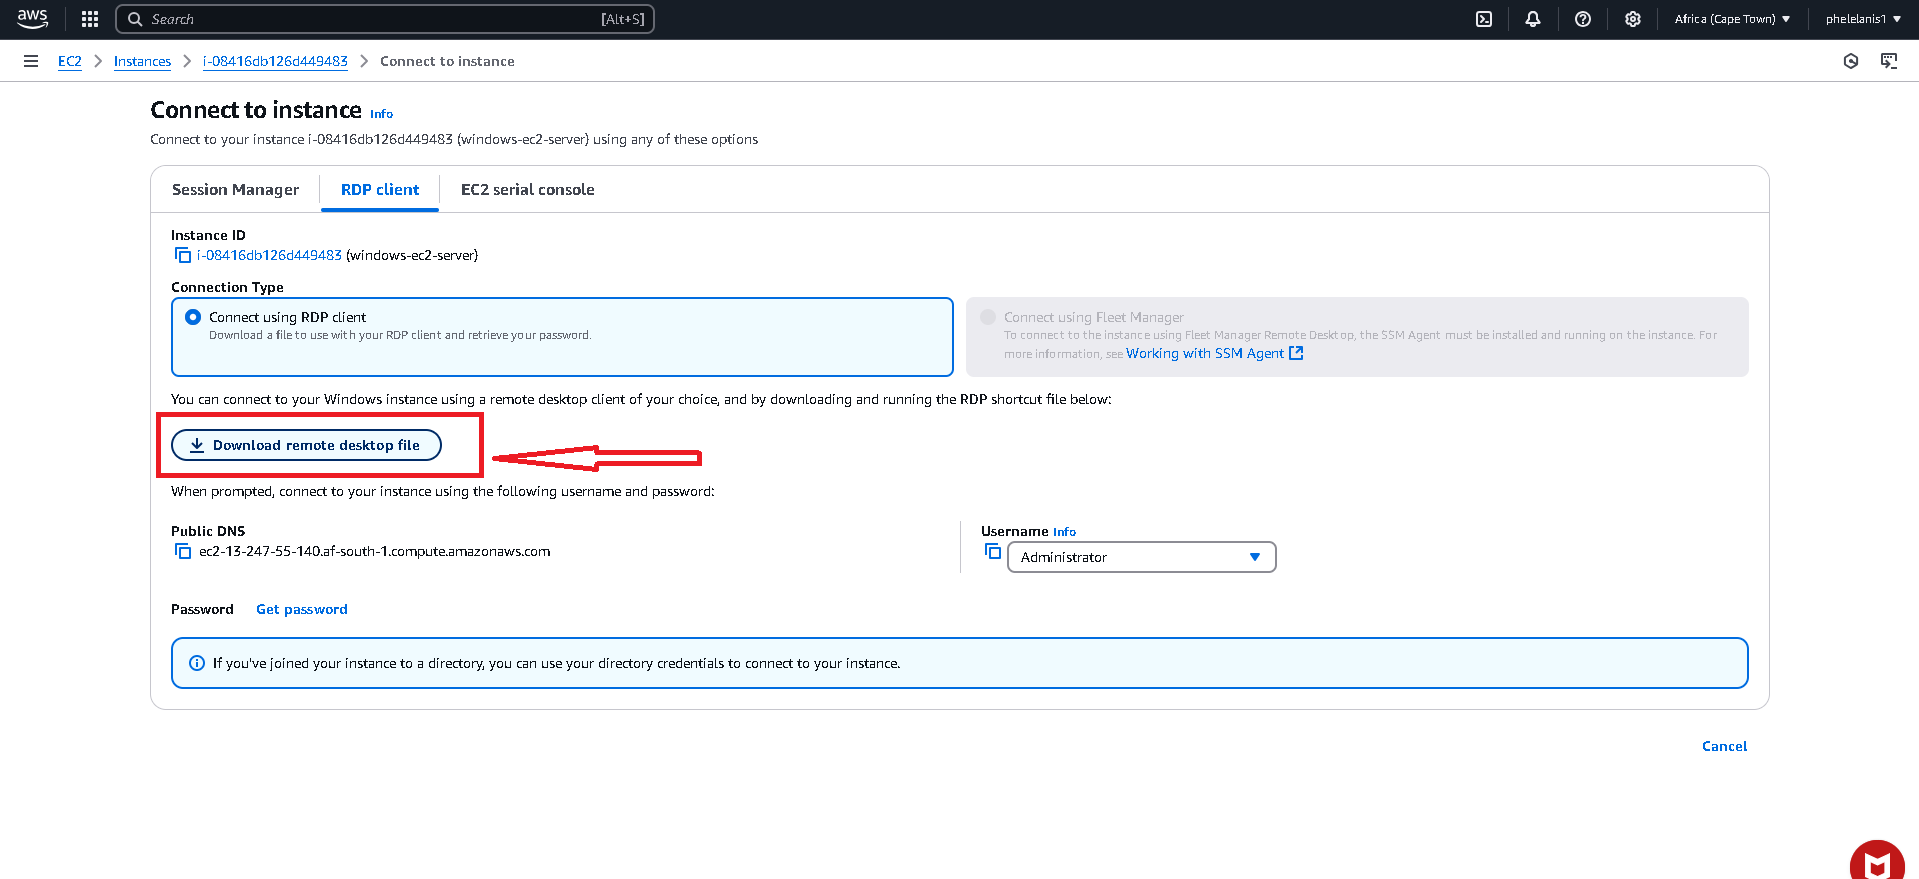 aws
Search
[Alt+S]
Africa (Cape Town)
phelelanis1
EC2
Instances
i-08416db126d449483
Connect to instance
Connect to instance Info
Connect to your instance i-08416db126d449483 (windows-ec2-server) using any of these options
Session Manager
RDP client
EC2 serial console
Instance ID
i-08416db126d449483 (windows-ec2-server)
Connection Type
Connect using RDP client
Download a file to use with your RDP client and retrieve your password.
Connect using Fleet Manager
To connect to the instance using Fleet Manager Remote Desktop, the SSM Agent must be installed and running on the instance. For
more information, see Working with SSM Agent
You can connect to your Windows instance using a remote desktop client of your choice, and by downloading and running the RDP shortcut file below:
Download remote desktop file
When prompted, connect to your instance using the following username and password:
Public DNS
ec2-13-247-55-140.af-south-1.compute.amazonaws.com
Username Info
Administrator
Password Get password
If you've joined your instance to a directory, you can use your directory credentials to connect to your instance.
Cancel